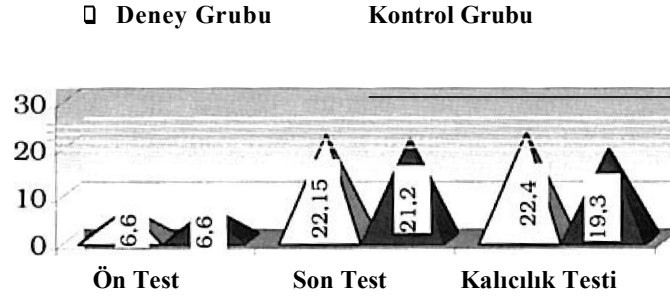 Deney Grubu Kontrol Grubu
30
20
10
0
6.6 6.6 22,15 21,2 22.4 19,3
Ön Test Son Test Kalıcılık Testi